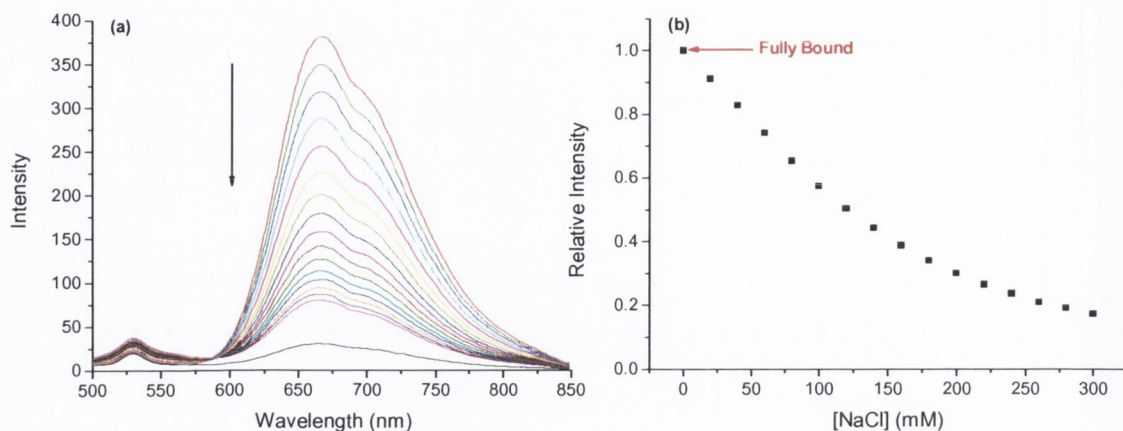 (a)
400
350
300
250
200
150
100
50
0
Intensity
500 550 600 650 700 750 800 850
Wavelength (nm)
(b)
Fully Bound
1.0
0.8
0.6
0.4
0.2
0.0
Relative Intensity
0 50 100 150 200 250 300
[NaCl] (mM)